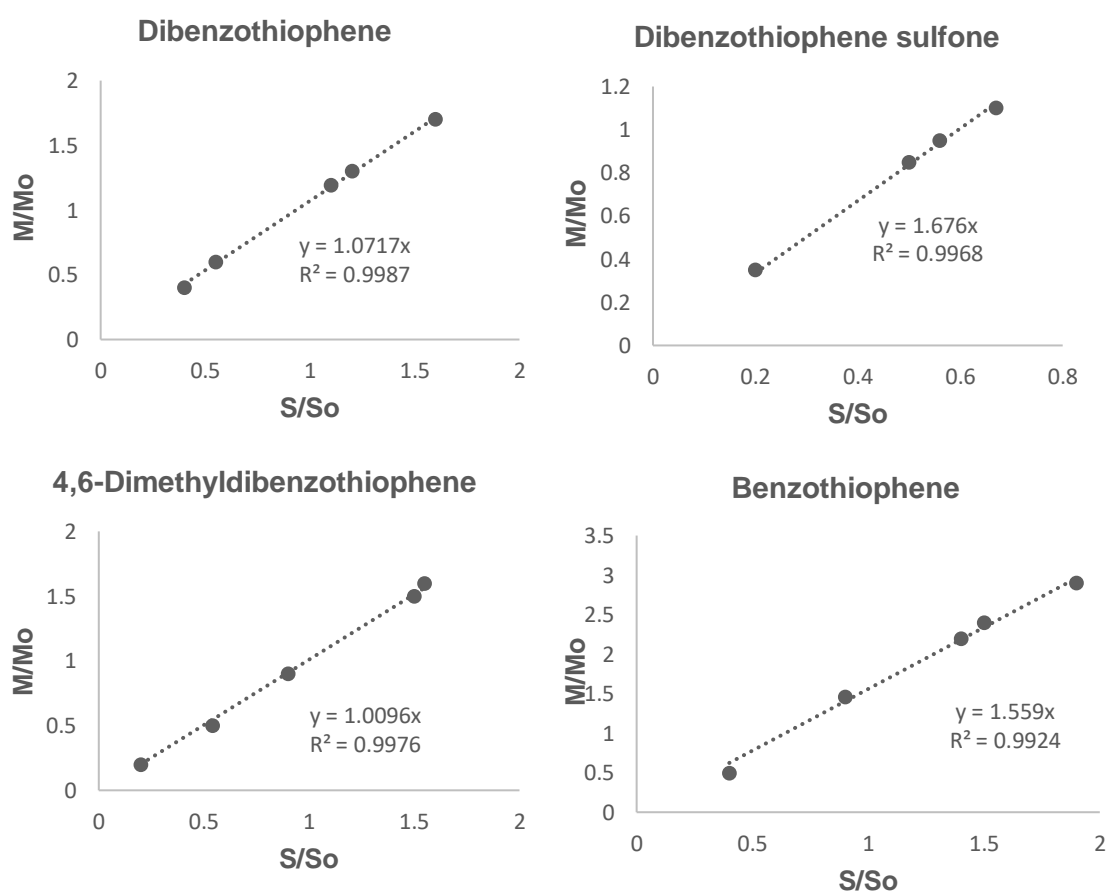 Dibenzothiophene
2
1.5
1
0.5
0
0
0.5
1
1.5
2
M/Mo
S/So
y = 1.0717x
R² = 0.9987
Dibenzothiophene sulfone
1.2
1
0.8
0.6
0.4
0.2
0
0
0.2
0.4
0.6
0.8
M/Mo
S/So
y = 1.676x
R² = 0.9968
4,6-Dimethyldibenzothiophene
2
1.5
1
0.5
0
0
0.5
1
1.5
2
M/Mo
S/So
y = 1.0096x
R² = 0.9976
Benzothiophene
3.5
3
2.5
2
1.5
1
0.5
0
0
0.5
1
1.5
2
M/Mo
S/So
y = 1.559x
R² = 0.9924